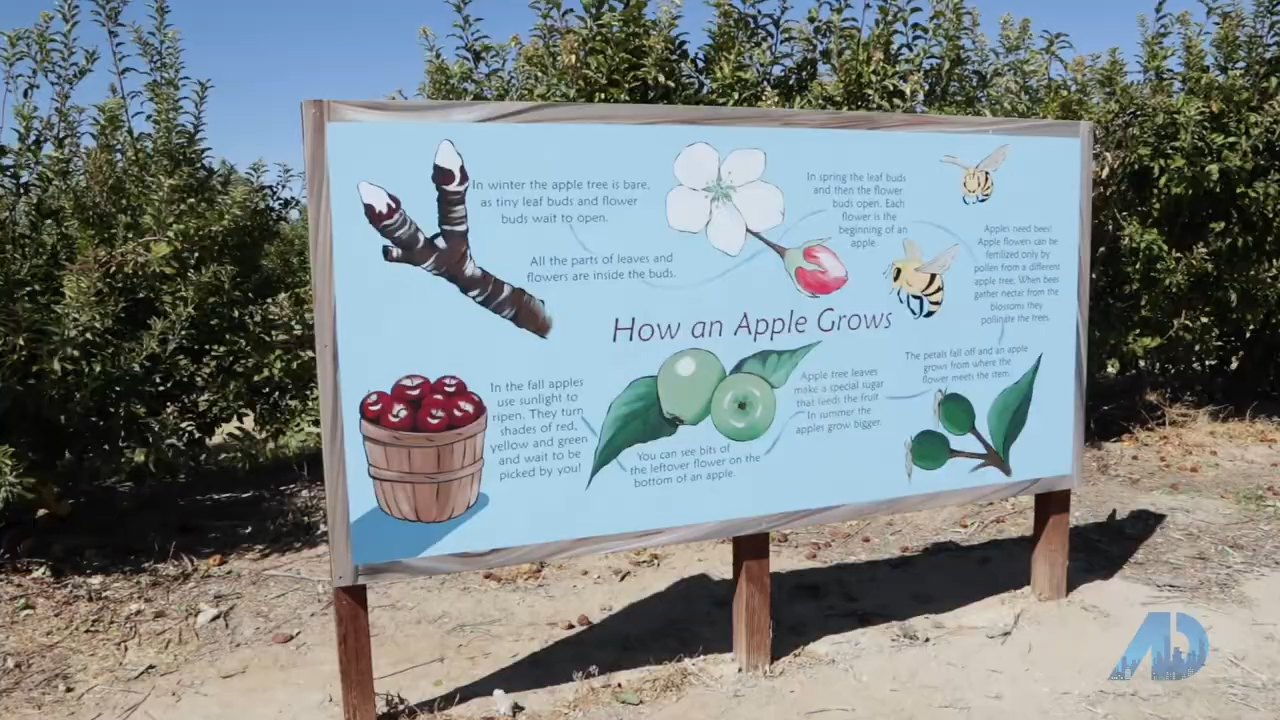 In winter the apple tree is bare,
as tiny leaf buds and flower
buds wait to open.
All the parts of leaves and
flowers are inside the buds.
In spring the leaf buds
and then the flower
buds open. Each
flower is the
beginning of an
apple.
Apples need bees!
Apple flowers can be
fertilized only by
pollen from a different
apple tree. When bees
gather nectar from the
blossoms they
pollinate the trees.
How an Apple Grows
The petals fall off and an apple
grows from where the
flower meets the stem.
Apple tree leaves
make a special sugar
that feeds the fruit
In summer the
apples grow bigger.
You can see bits of
the leftover flower on the
bottom of an apple.
In the fall apples
use sunlight to
ripen. They turn
shades of red,
yellow and green
and wait to be
picked by you!
AD